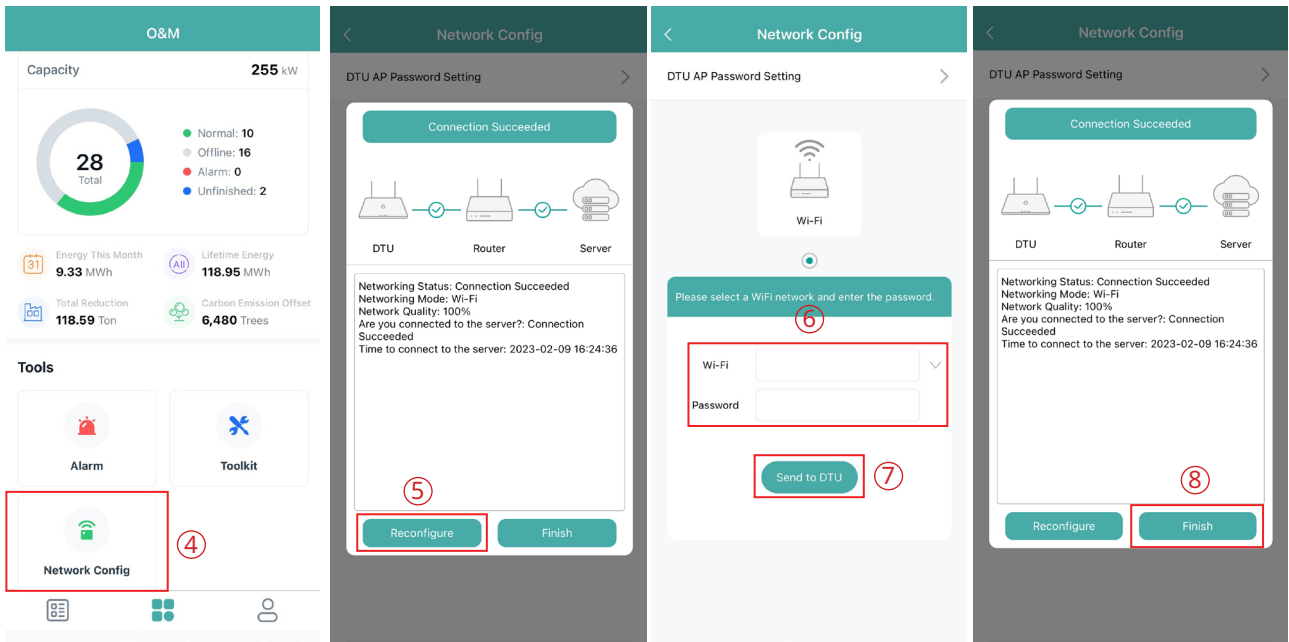 O&M
Capacity 255 kW
28
Total
Normal: 10
Offline: 16
Alarm: 0
Unfinished: 2
31
Energy This Month
9.33 MWh
All
Lifetime Energy
118.95 MWh
Total Reduction
118.59 Ton
Carbon Emission Offset
6,480 Trees
Tools
Alarm
Toolkit
Network Config
④
Network Config
DTU AP Password Setting
Connection Succeeded
DTU Router Server
Networking Status: Connection Succeeded
Networking Mode: Wi-Fi
Network Quality: 100%
Are you connected to the server?: Connection
Succeeded
Time to connect to the server: 2023-02-09 16:24:36
⑤
Reconfigure Finish
Network Config
DTU AP Password Setting
Wi-Fi
Please select a WiFi network and enter the password.
⑥
Wi-Fi
Password
Send to DTU
⑦
Network Config
DTU AP Password Setting
Connection Succeeded
DTU Router Server
Networking Status: Connection Succeeded
Networking Mode: Wi-Fi
Network Quality: 100%
Are you connected to the server?: Connection
Succeeded
Time to connect to the server: 2023-02-09 16:24:36
⑧
Reconfigure Finish